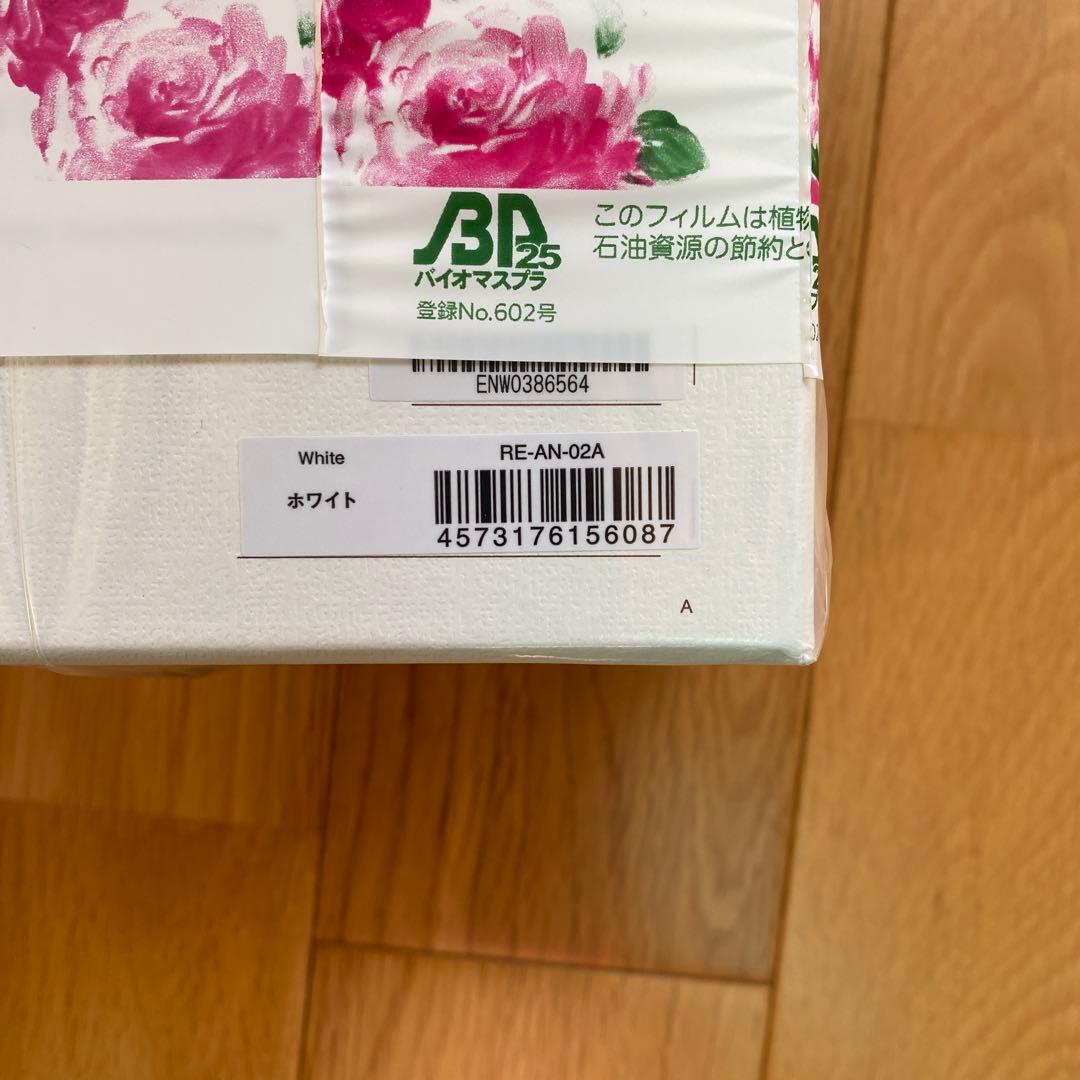 BP25
バイオマスプラ
登録No.602号
このフィルムは植物
石油資源の節約と
ENW0386564
White
ホワイト
RE-AN-02A
4573176156087
A